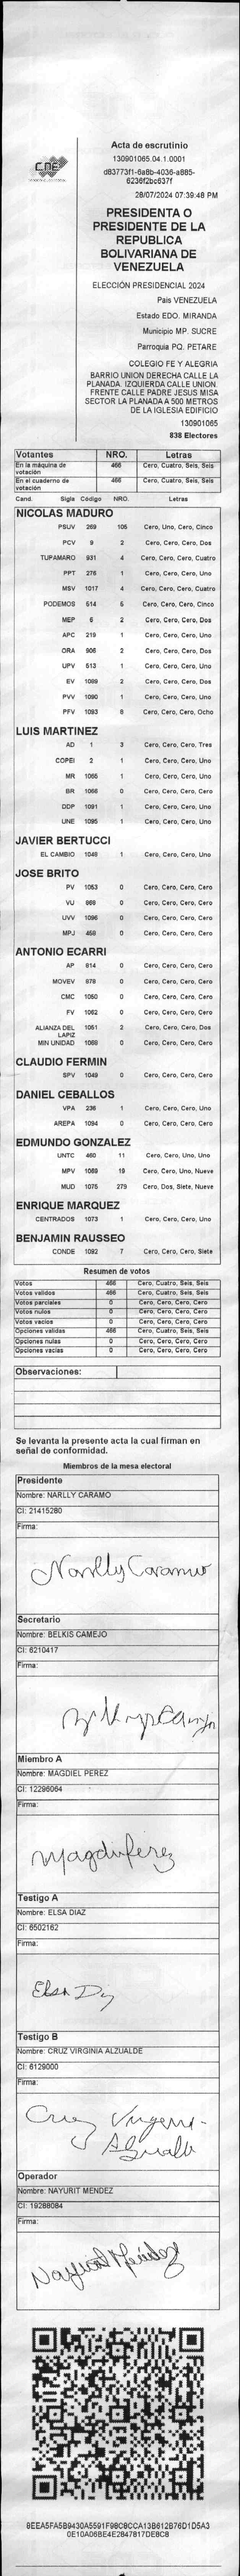 CNE
Acta de escrutinio
130901065.04.1.0001
d83773f1-6a8b-4036-a885-
6236f2bc637f
28/07/2024 07:39:48 PM
PRESIDENTA O
PRESIDENTE DE LA
REPUBLICA
BOLIVARIANA DE
VENEZUELA
ELECCIÓN PRESIDENCIAL 2024
Pais VENEZUELA
Estado EDO. MIRANDA
Municipio MP. SUCRE
Parroquia PQ. PETARE
COLEGIO FE Y ALEGRIA
BARRIO UNION DERECHA CALLE LA
PLANADA. IZQUIERDA CALLE UNION.
FRENTE CALLE PADRE JESUS MISA
SECTOR LA PLANADA A 500 METROS
DE LA IGLESIA EDIFICIO
130901065
838 Electores
Votantes NRO. Letras
En la máquina de votación 466 Cero, Cuatro, Seis, Seis
En el cuaderno de votación 466 Cero, Cuatro, Seis, Seis
Cand. Sigla Código NRO. Letras
NICOLAS MADURO
PSUV 269 105 Cero, Uno, Cero, Cinco
PCV 9 2 Cero, Cero, Cero, Dos
TUPAMARO 931 4 Cero, Cero, Cero, Cuatro
PPT 276 1 Cero, Cero, Cero, Uno
MSV 1017 4 Cero, Cero, Cero, Cuatro
PODEMOS 514 5 Cero, Cero, Cero, Cinco
MEP 6 2 Cero, Cero, Cero, Dos
APC 219 1 Cero, Cero, Cero, Uno
ORA 906 2 Cero, Cero, Cero, Dos
UPV 513 1 Cero, Cero, Cero, Uno
EV 1099 2 Cero, Cero, Cero, Dos
PVV 1090 1 Cero, Cero, Cero, Uno
PFV 1093 8 Cero, Cero, Cero, Ocho
LUIS MARTINEZ
AD 1 3 Cero, Cero, Cero, Tres
COPEI 2 1 Cero, Cero, Cero, Uno
MR 1065 1 Cero, Cero, Cero, Uno
BR 1066 0 Cero, Cero, Cero, Cero
DDP 1091 1 Cero, Cero, Cero, Uno
UNE 1095 1 Cero, Cero, Cero, Uno
JAVIER BERTUCCI
EL CAMBIO 1048 1 Cero, Cero, Cero, Uno
JOSE BRITO
PV 1053 0 Cero, Cero, Cero, Cero
VU 868 0 Cero, Cero, Cero, Cero
UVV 1096 0 Cero, Cero, Cero, Cero
MPJ 458 0 Cero, Cero, Cero, Cero
ANTONIO ECARRI
AP 814 0 Cero, Cero, Cero, Cero
MOVEV 978 0 Cero, Cero, Cero, Cero
CMC 1050 0 Cero, Cero, Cero, Cero
FV 1062 0 Cero, Cero, Cero, Cero
ALIANZA DEL LAPIZ 1051 2 Cero, Cero, Cero, Dos
MIN UNIDAD 1068 0 Cero, Cero, Cero, Cero
CLAUDIO FERMIN
SPV 1049 0 Cero, Cero, Cero, Cero
DANIEL CEBALLOS
VPA 236 1 Cero, Cero, Cero, Uno
AREPA 1094 0 Cero, Cero, Cero, Cero
EDMUNDO GONZALEZ
UNTC 460 11 Cero, Cero, Uno, Uno
MPV 1069 19 Cero, Cero, Uno, Nueve
MUD 1075 279 Cero, Dos, Siete, Nueve
ENRIQUE MARQUEZ
CENTRADOS 1073 1 Cero, Cero, Cero, Uno
BENJAMIN RAUSSEO
CONDE 1092 7 Cero, Cero, Cero, Siete
Resumen de votos
Votos 466 Cero, Cuatro, Seis, Seis
Votos validos 466 Cero, Cuatro, Seis, Seis
Votos parciales 0 Cero, Cero, Cero, Cero
Votos nulos 0 Cero, Cero, Cero, Cero
Votos vacios 0 Cero, Cero, Cero, Cero
Opciones validas 466 Cero, Cuatro, Seis, Seis
Opciones nulas 0 Cero, Cero, Cero, Cero
Opciones vacias 0 Cero, Cero, Cero, Cero
Observaciones:
Se levanta la presente acta la cual firman en
señal de conformidad.
Miembros de la mesa electoral
Presidente
Nombre: NARLLY CARAMO
CI: 21415280
Firma:
Narlly Caramo
Secretario
Nombre: BELKIS CAMEJO
CI: 6210417
Firma:
Miembro A
Nombre: MAGDIEL PEREZ
CI: 12296064
Firma:
Magdiperez
Testigo A
Nombre: ELSA DIAZ
CI: 6502162
Firma:
Elsa Di
Testigo B
Nombre: CRUZ VIRGINIA ALZUALDE
CI: 6129000
Firma:
Cruz Virginia
Operador
Nombre: NAYURIT MENDEZ
CI: 19288084
Firma:
Nayurit Mendez
9EEA5FA5B9430A5591F98C8CCA13B612B76D1D5A3
0E10A06BE4E2847817DE8C8